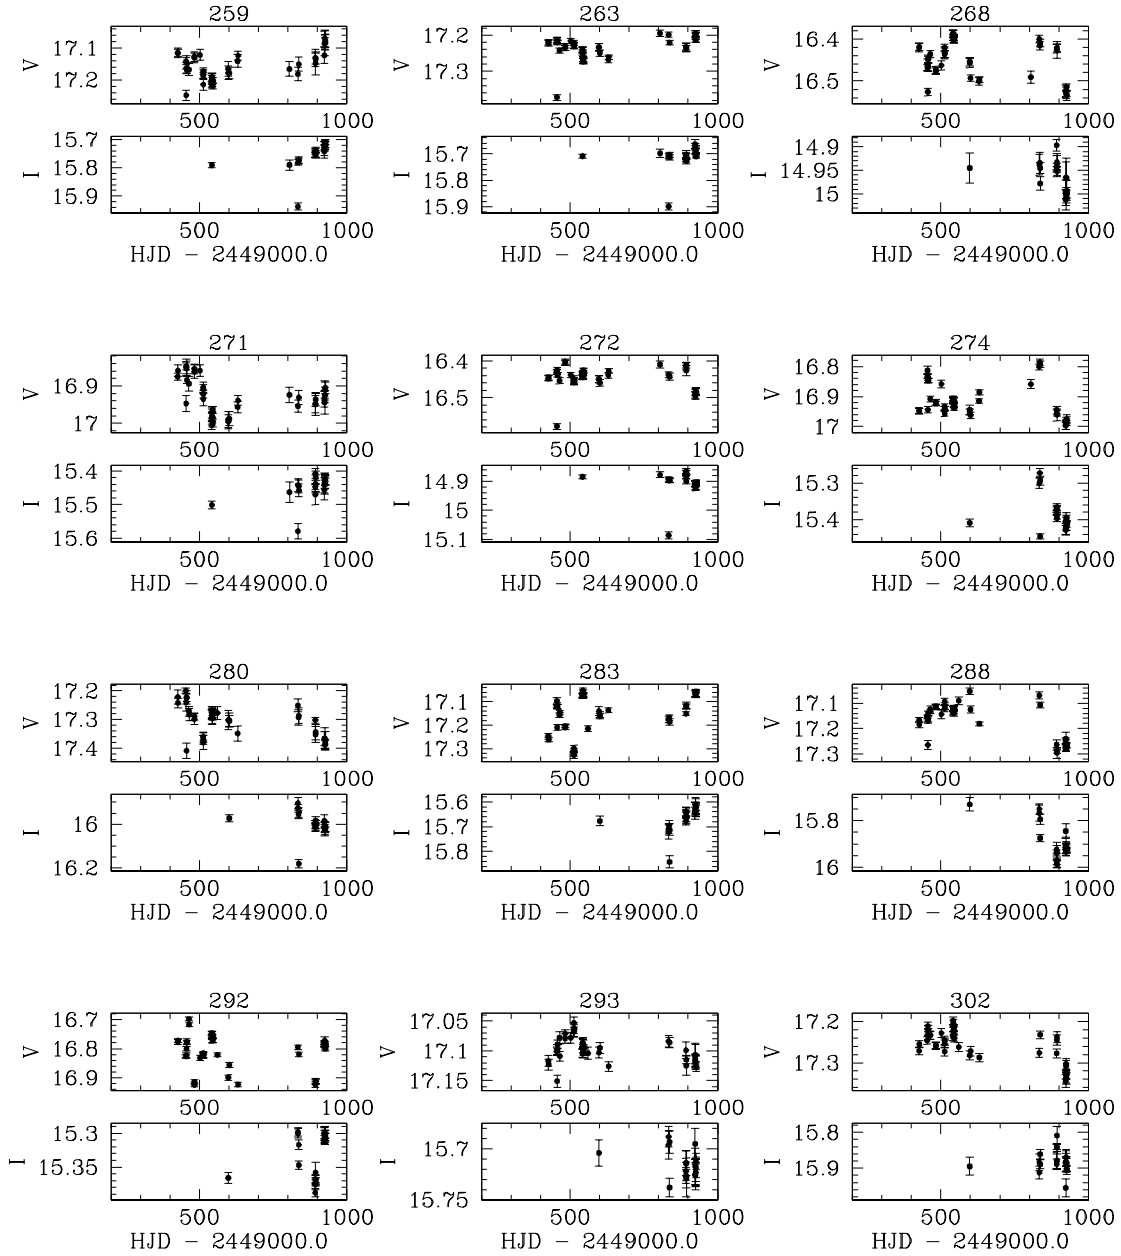 259 263 268
V 17.1 17.2 V 17.2 17.3 V 16.4 16.5
500 1000 500 1000 500 1000
I 15.7 15.8 15.9 I 15.7 15.8 15.9 I 14.9 14.95 15
500 1000 500 1000 500 1000
HJD − 2449000.0 HJD − 2449000.0 HJD − 2449000.0
271 272 274
V 16.9 17 V 16.4 16.5 V 16.8 16.9 17
500 1000 500 1000 500 1000
I 15.4 15.5 15.6 I 14.9 15 15.1 I 15.3 15.4
500 1000 500 1000 500 1000
HJD − 2449000.0 HJD − 2449000.0 HJD − 2449000.0
280 283 288
V 17.2 17.3 17.4 V 17.1 17.2 17.3 V 17.1 17.2 17.3
500 1000 500 1000 500 1000
I 16 16.2 I 15.6 15.7 15.8 I 15.8 16
500 1000 500 1000 500 1000
HJD − 2449000.0 HJD − 2449000.0 HJD − 2449000.0
292 293 302
V 16.7 16.8 16.9 V 17.05 17.1 17.15 V 17.2 17.3
500 1000 500 1000 500 1000
I 15.3 15.35 I 15.7 15.75 I 15.8 15.9
500 1000 500 1000 500 1000
HJD − 2449000.0 HJD − 2449000.0 HJD − 2449000.0